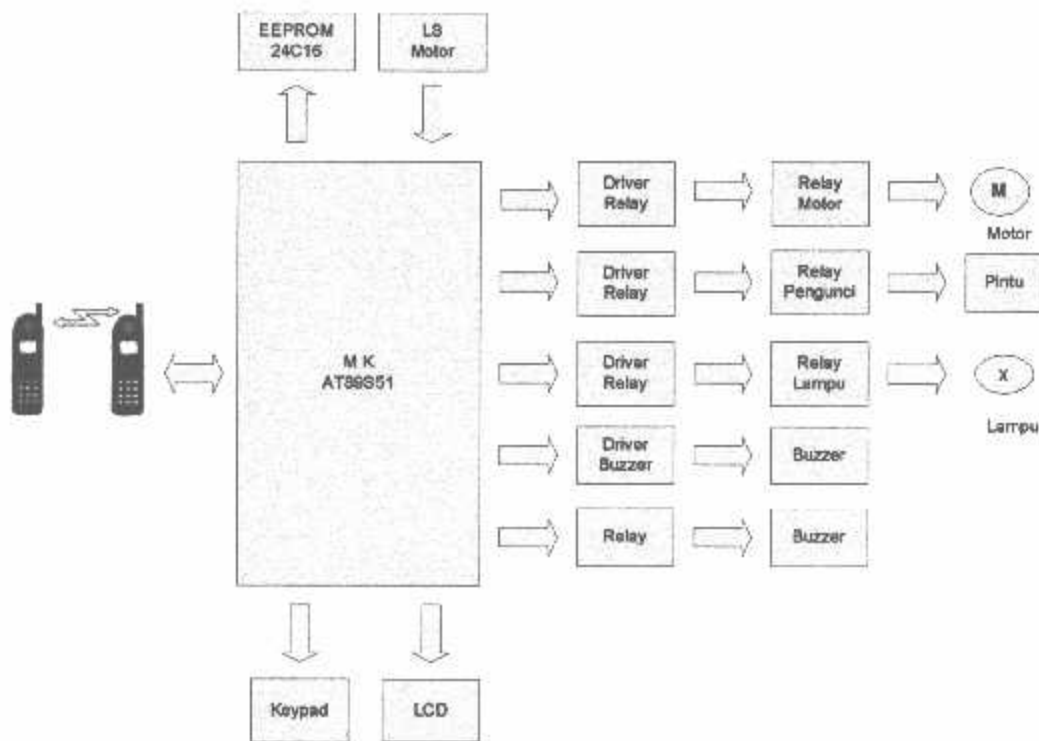 EEPROM
24C16
LS
Motor
Driver
Relay
Relay
Motor
M
Motor
Driver
Relay
Relay
Pengunci
Pintu
M K
AT89S51
Driver
Relay
Relay
Lampu
X
Lampu
Driver
Buzzer
Buzzer
Relay
Buzzer
Keypad
LCD